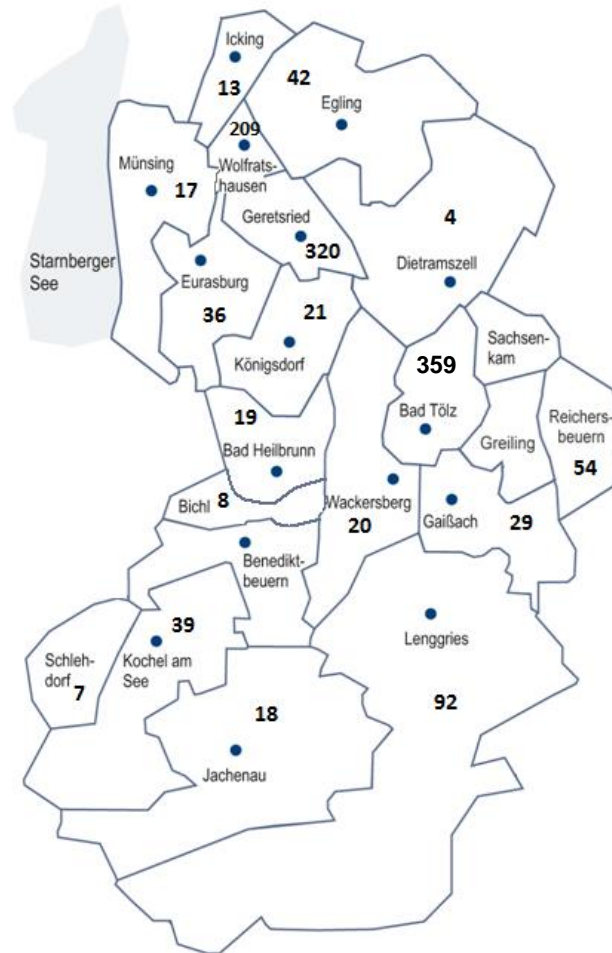 Icking
13
42
Egling
209
Wolfrats-
hausen
Münsing
17
Geretsried
320
4
Dietramszell
Starnberger
See
Eurasburg
36
21
Königsdorf
Sachsen-
kam
359
Bad Tölz
Reichers-
beuern
54
Greiling
19
Bad Heilbrunn
Bichl
8
Wackersberg
20
Gaißach
29
Benedikt-
beuern
39
Kochel am
See
Schleh-
dorf
7
Lenggries
92
18
Jachenau